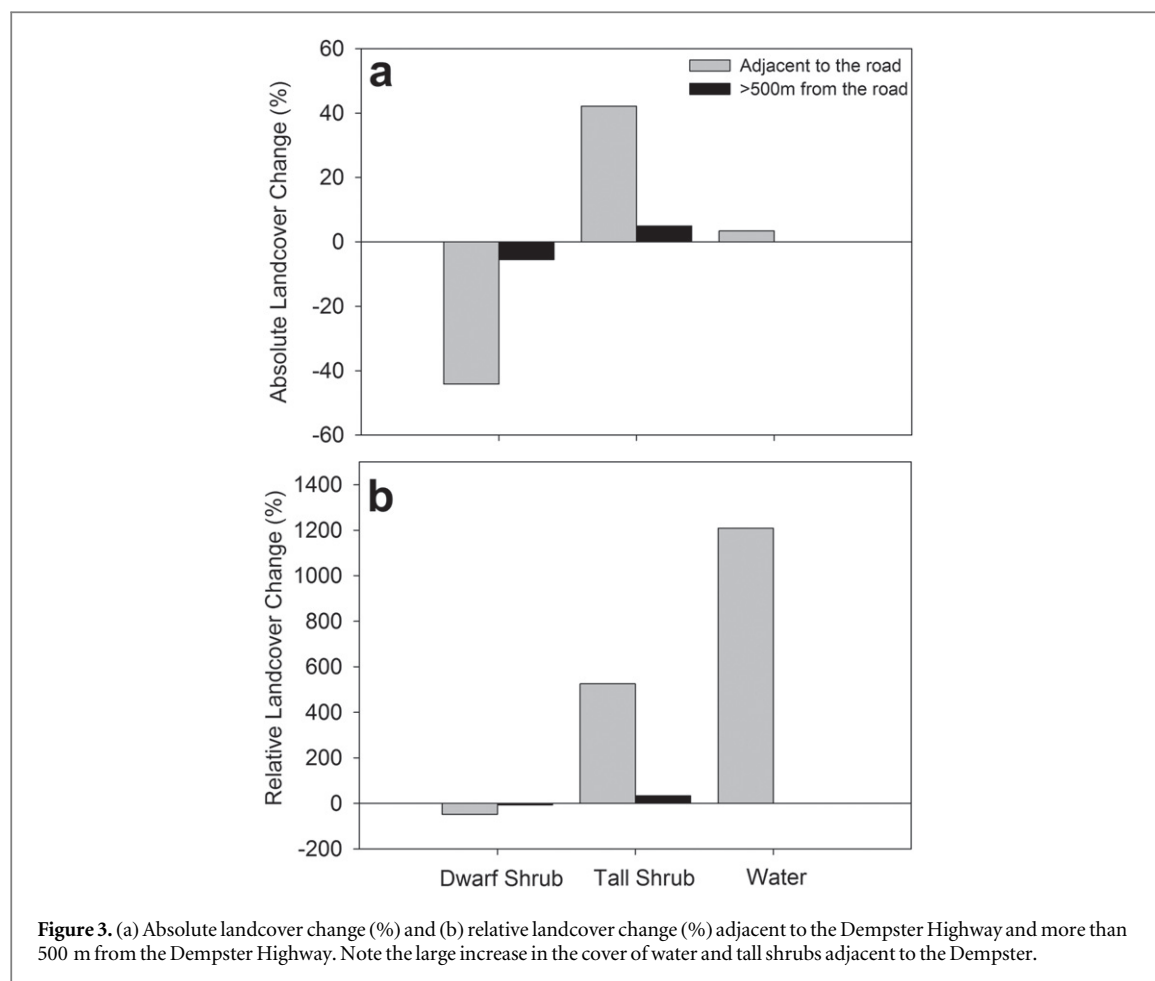 a
Adjacent to the road
>500m from the road
Absolute Landcover Change (%)
60
40
20
0
-20
-40
-60
b
Relative Landcover Change (%)
1400
1200
1000
800
600
400
200
0
-200
Dwarf Shrub Tall Shrub Water
Figure 3. (a) Absolute landcover change (%) and (b) relative landcover change (%) adjacent to the Dempster Highway and more than
500 m from the Dempster Highway. Note the large increase in the cover of water and tall shrubs adjacent to the Dempster.